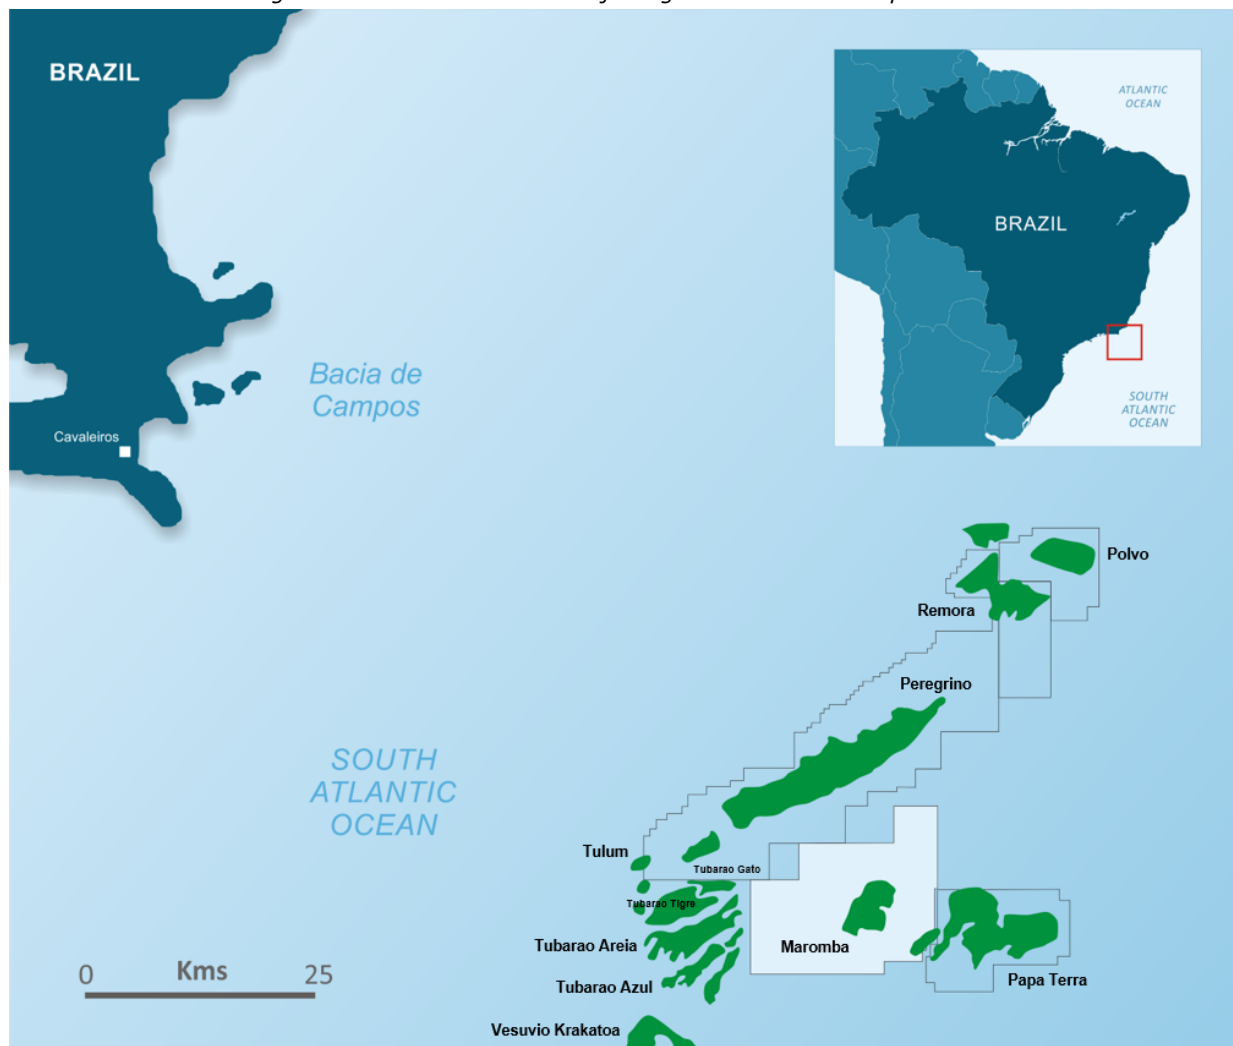 BRAZIL
ATLANTIC
OCEAN
BRAZIL
SOUTH
ATLANTIC
OCEAN
Bacia de
Campos
Cavaleiros
Polvo
Remora
Peregrino
SOUTH
ATLANTIC
OCEAN
Tulum
Tubarao Gato
Tubarao Tigre
Tubarao Areia
Maromba
Tubarao Azul
Papa Terra
0 Kms 25
Vesuvio Krakatoa